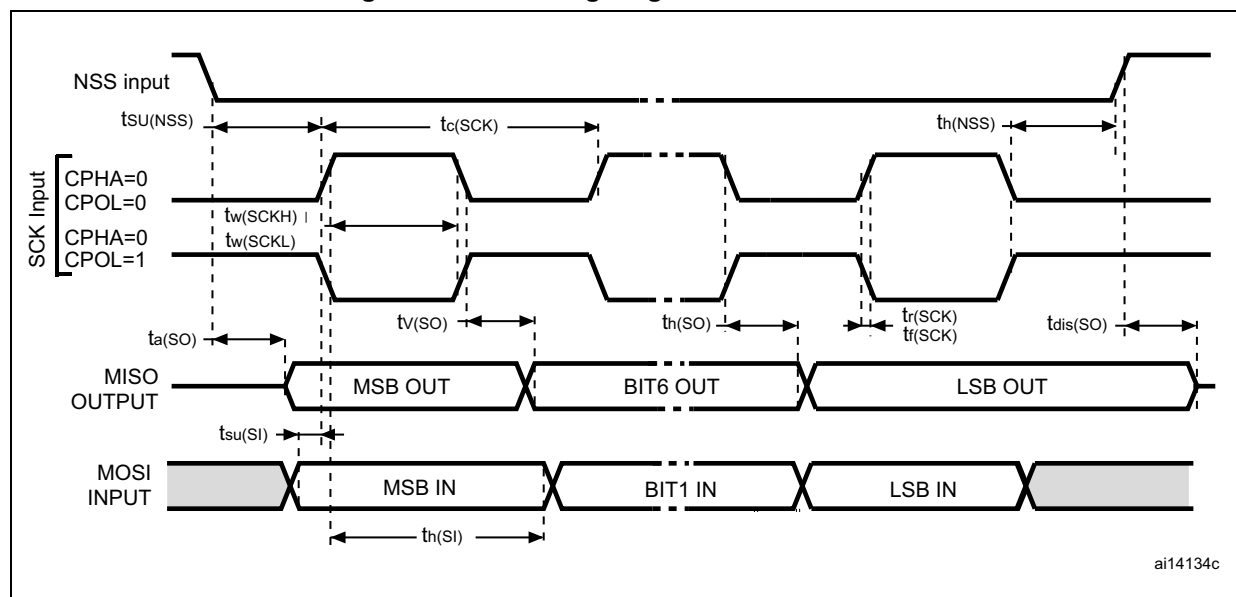 NSS input
tSU(NSS)
tc(SCK)
th(NSS)
SCK Input
CPHA=0
CPOL=0
tw(SCKH)
CPHA=0
CPOL=1
tw(SCKL)
ta(SO)
tV(SO)
th(SO)
tr(SCK)
tf(SCK)
tdis(SO)
MISO
OUTPUT
MSB OUT
BIT6 OUT
LSB OUT
tsu(SI)
MOSI
INPUT
MSB IN
BIT1 IN
LSB IN
th(SI)
ai14134c